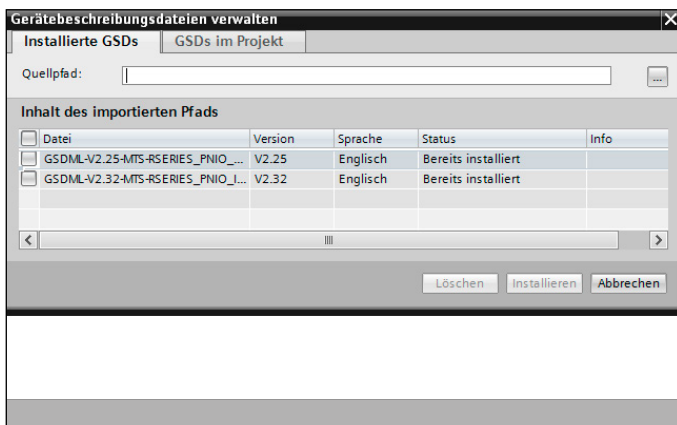 Gerätebeschreibungsdateien verwalten
Installierte GSDs GSDs im Projekt
Quellpfad:
...
Inhalt des importierten Pfads
Datei Version Sprache Status Info
GSDML-V2.25-MTS-RSERIES_PNIO_... V2.25 Englisch Bereits installiert
GSDML-V2.32-MTS-RSERIES_PNIO_I... V2.32 Englisch Bereits installiert
Löschen Installieren Abbrechen